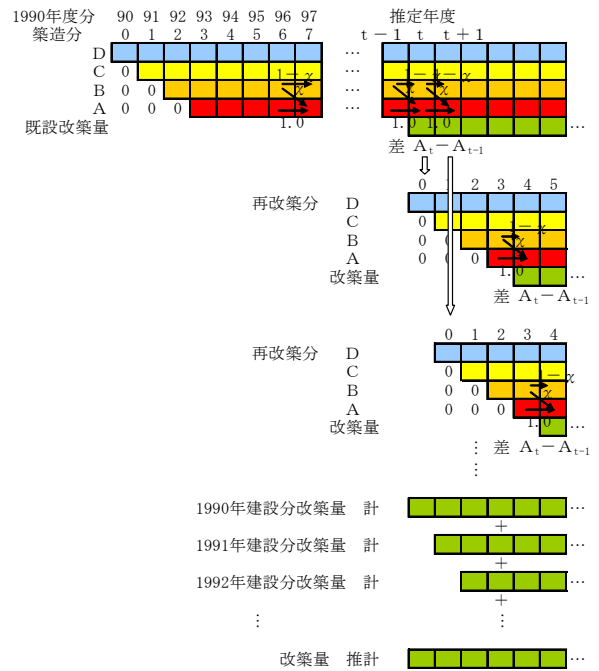 1990年度分 90 91 92 93 94 95 96 97 推定年度
築造分 0 1 2 3 4 5 6 7 t−1 t t+1
D …
C 0 1−χ 1−χ 1−χ
B 0 0 χ χ χ
A 0 0 0 …
既設改築量 1.0 1.0 1.0 …
差 At−At-1
0 1 2 3 4 5
再改築分 D
C 0
B 0 0 1−χ χ
A 0 0 0
改築量 1.0 …
差 At−At-1
0 1 2 3 4
再改築分 D
C 0
B 0 0 1−χ
A 0 0 0 χ
改築量 1.0 …
⋮ 差 At−At-1
⋮
1990年建設分改築量 計 …
+
1991年建設分改築量 計 …
+
1992年建設分改築量 計 …
+
⋮ ⋮
改築量 推計 …